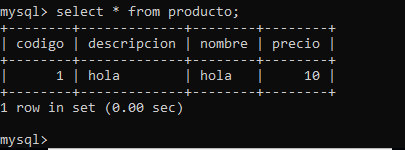 mysql> select * from producto;
+--------+-------------+--------+--------+
| codigo | descripcion | nombre | precio |
+--------+-------------+--------+--------+
|      1 | hola        | hola   |     10 |
+--------+-------------+--------+--------+
1 row in set (0.00 sec)
mysql>